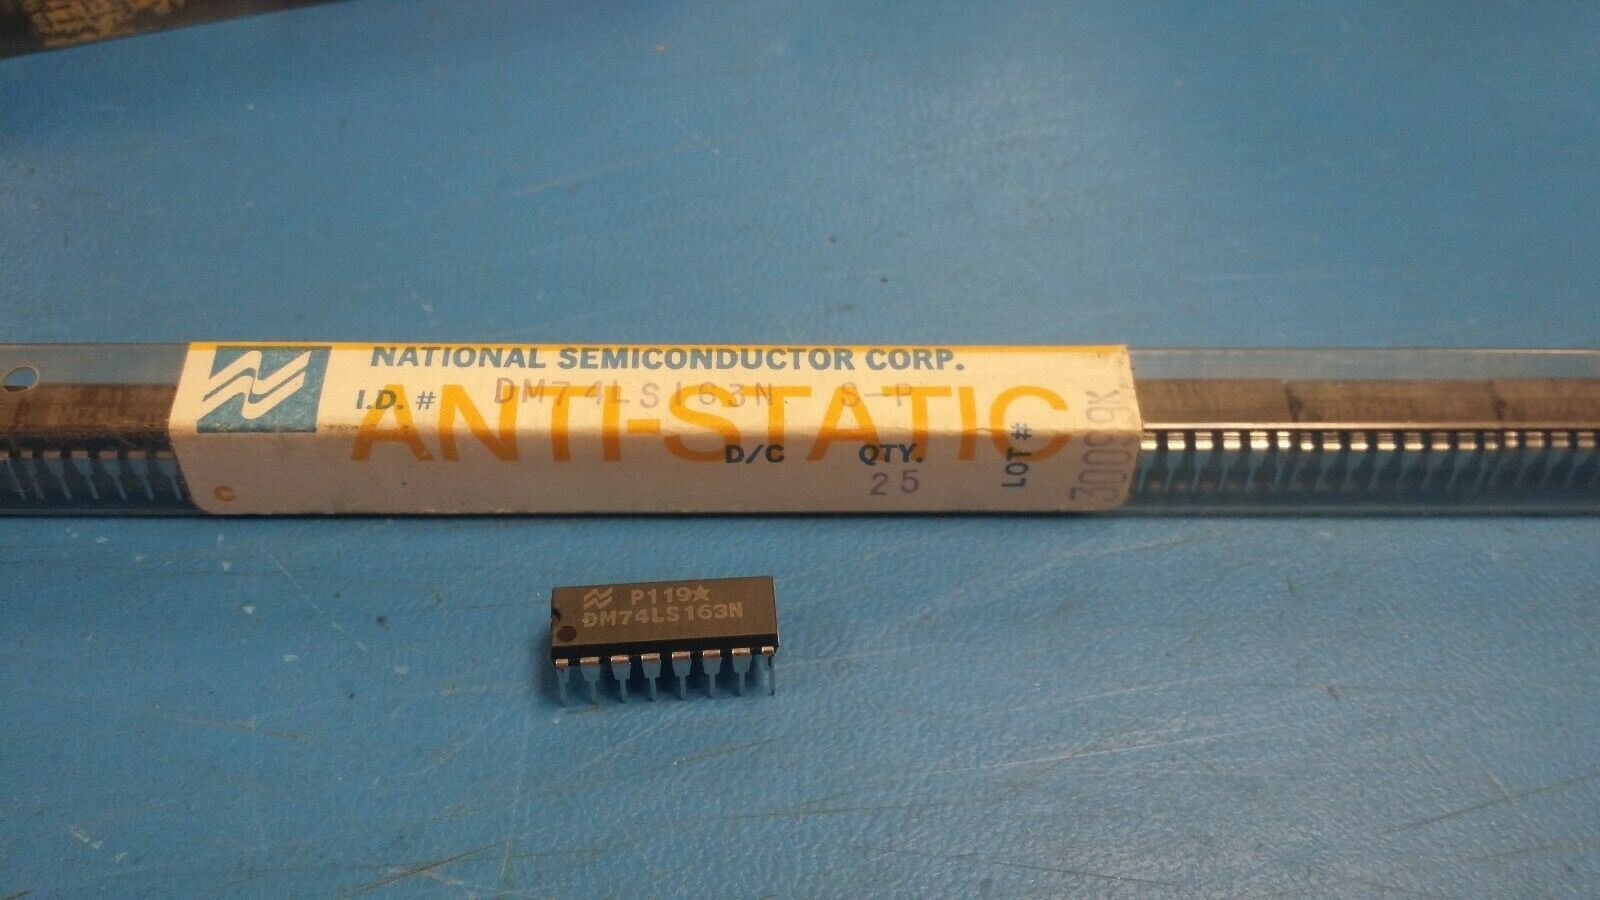 NATIONAL SEMICONDUCTOR CORP.
I.D. # DM74LS163N S-P
ANTI-STATIC
D/C QTY. LOT #
25
C
P119
DM74LS163N